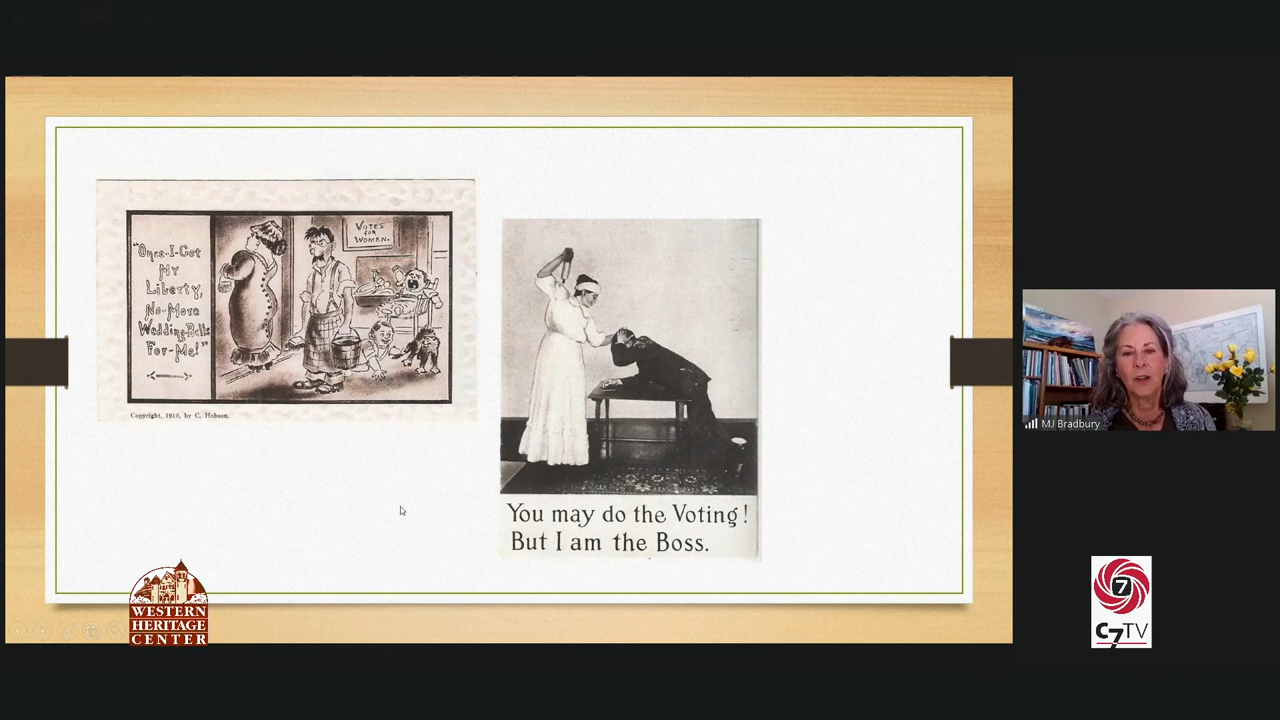 "Once-I-Get
My
Liberty,
No-More
Wedding-Bells
For-Me!"
VOTES
FOR
WOMEN.
Copyright, 1910, by C. Hobson.
You may do the Voting!
But I am the Boss.
WESTERN
HERITAGE
CENTER
MJ Bradbury
7
C7TV